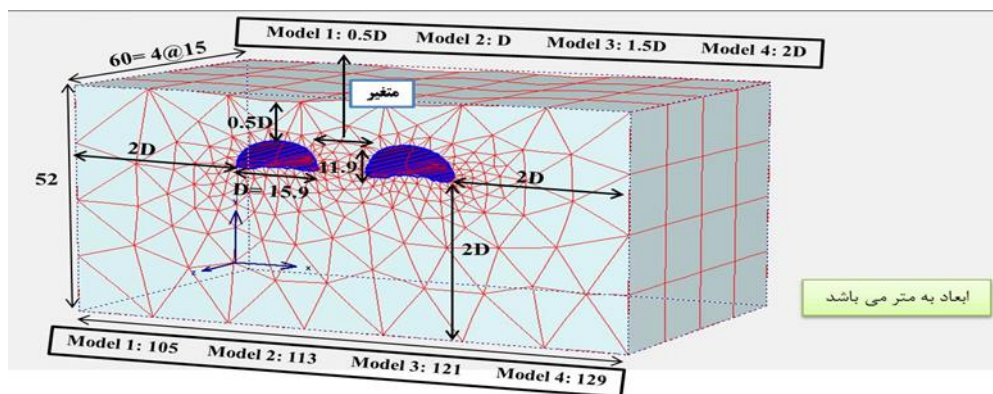 Model 1: 0.5D Model 2: D Model 3: 1.5D Model 4: 2D
60= 4@15
متغیر
0.5D
2D
11.9
2D
52
D= 15.9
2D
ابعاد به متر می باشد
Model 1: 105 Model 2: 113 Model 3: 121 Model 4: 129